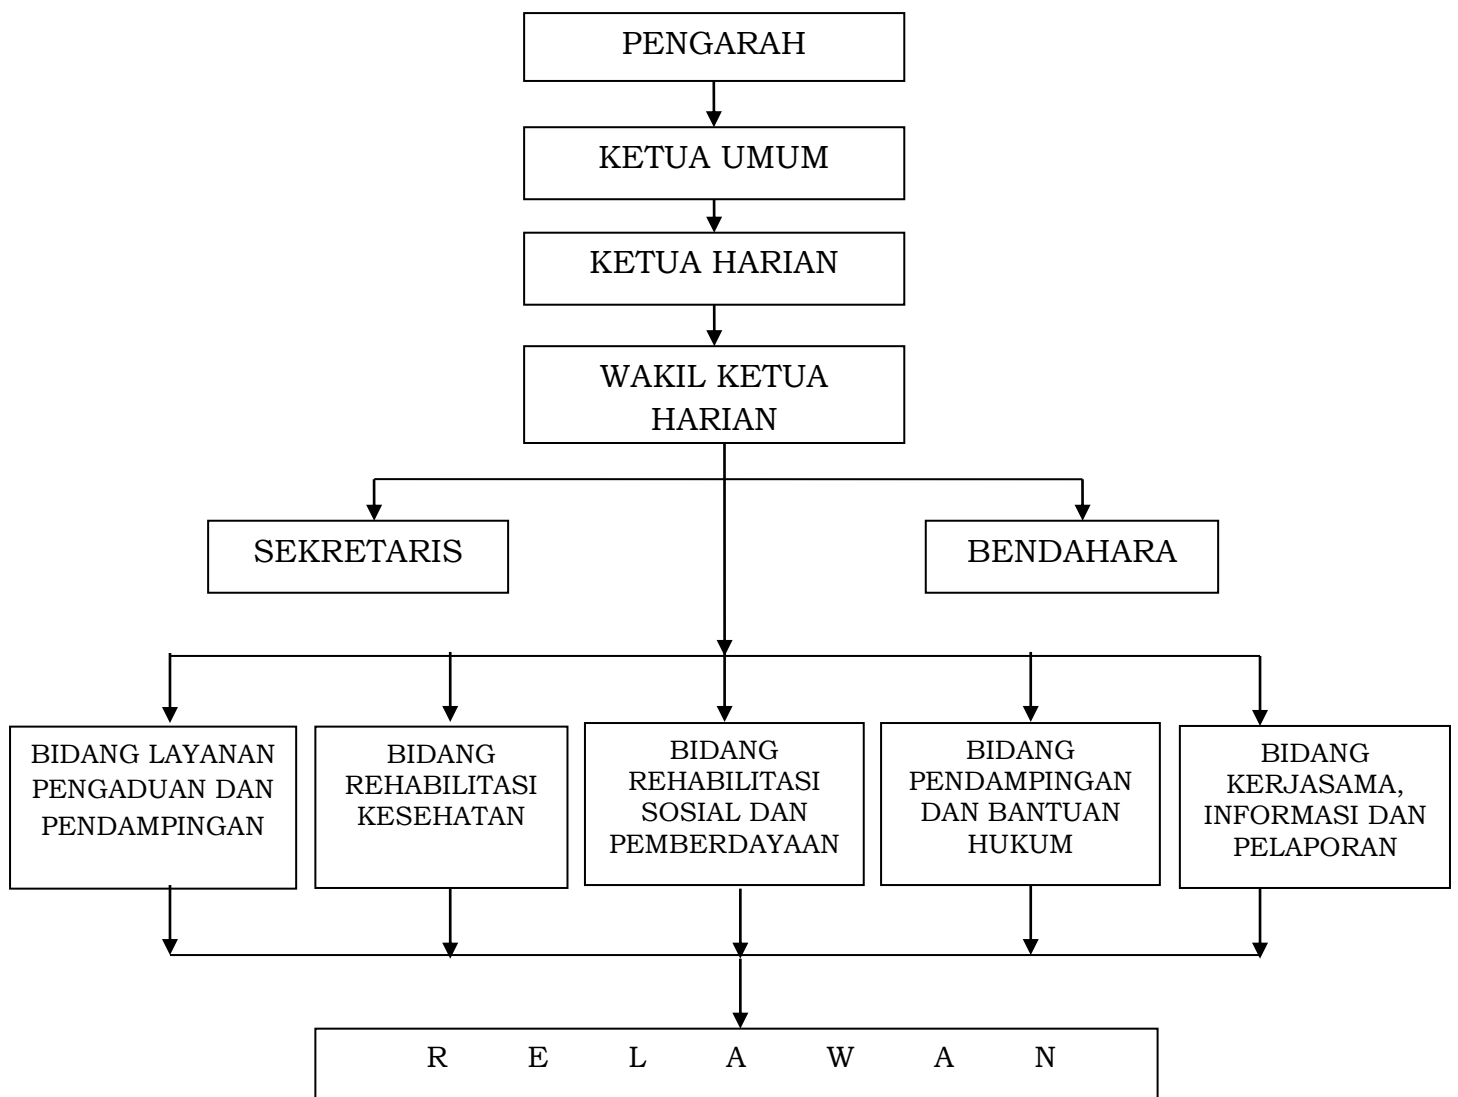 PENGARAH
KETUA UMUM
KETUA HARIAN
WAKIL KETUA
HARIAN
SEKRETARIS
BENDAHARA
BIDANG LAYANAN
PENGADUAN DAN
PENDAMPINGAN
BIDANG
REHABILITASI
KESEHATAN
BIDANG
REHABILITASI
SOSIAL DAN
PEMBERDAYAAN
BIDANG
PENDAMPINGAN
DAN BANTUAN
HUKUM
BIDANG
KERJASAMA,
INFORMASI DAN
PELAPORAN
R E L A W A N